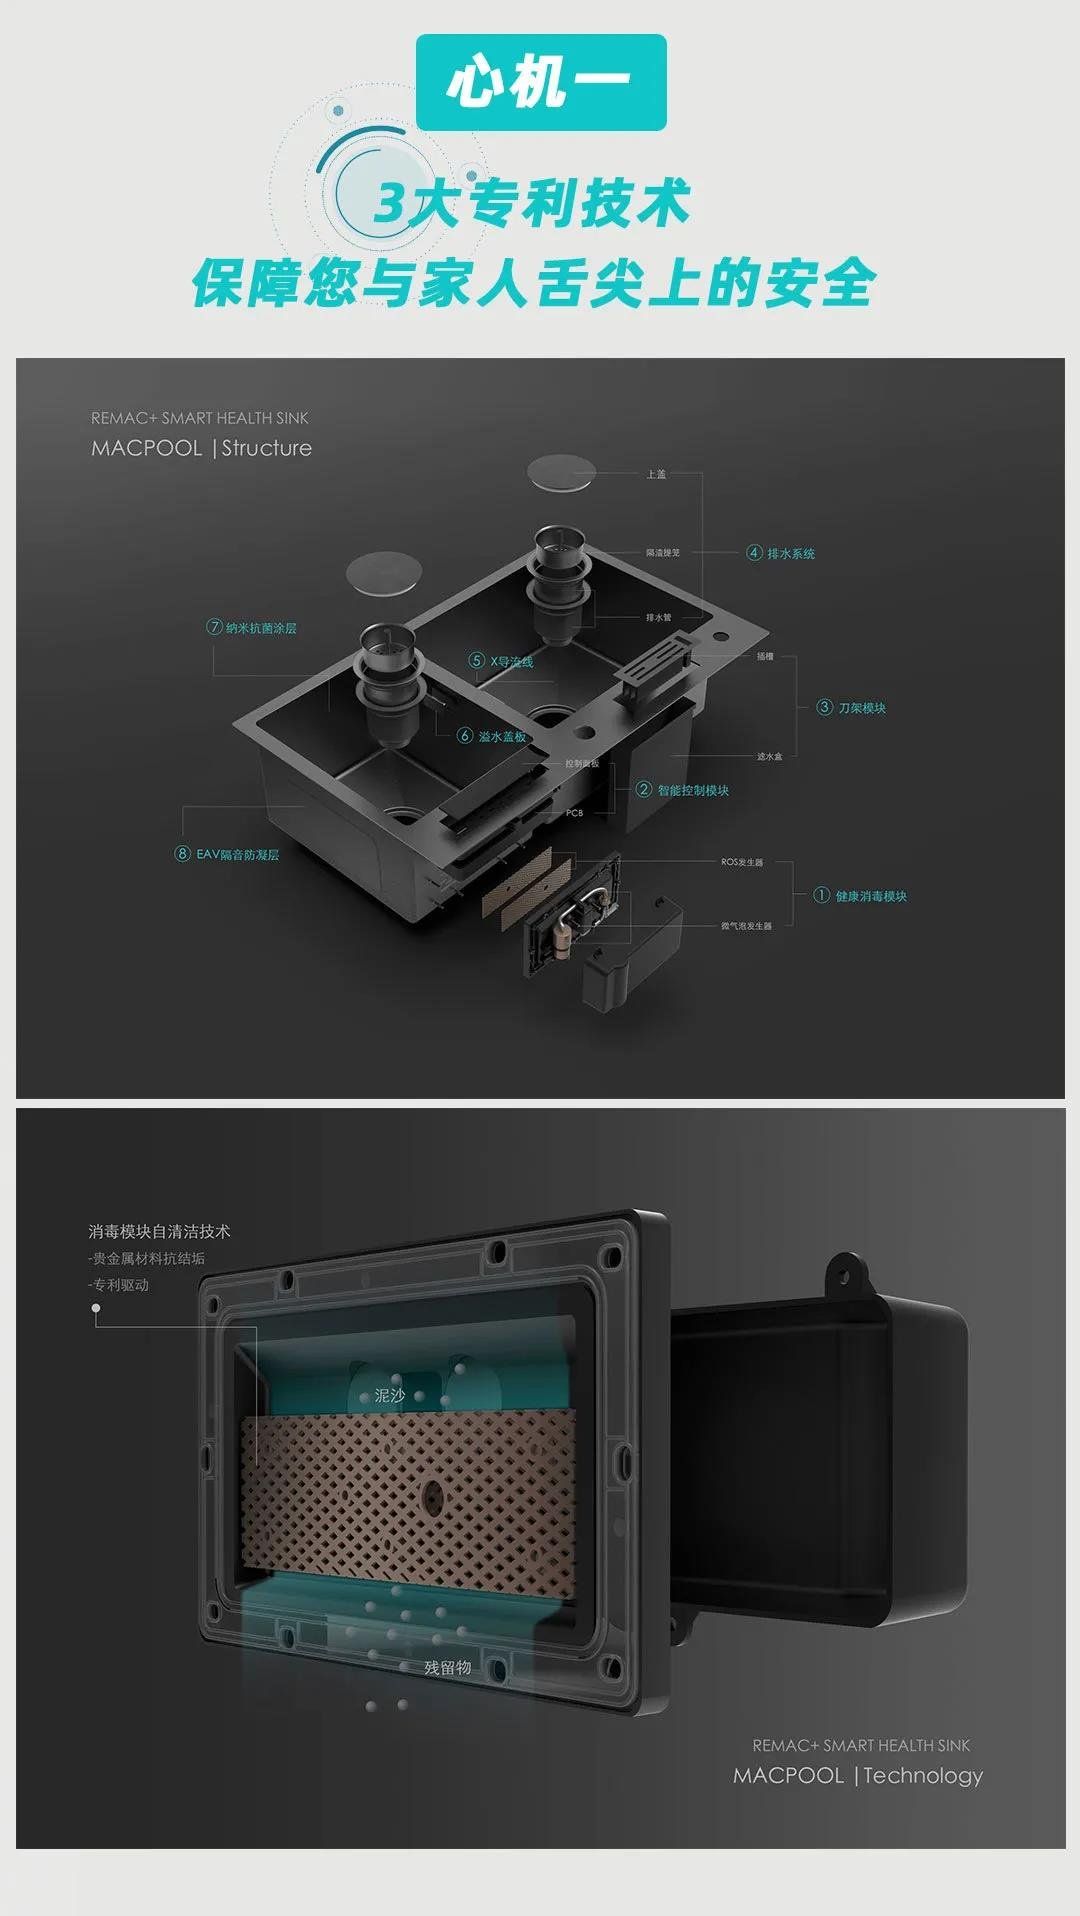 心机一
3大专利技术
保障您与家人舌尖上的安全
REMAC+ SMART HEALTH SINK
MACPOOL |Structure
上盖
隔渣提笼
④ 排水系统
排水管
⑦ 纳米抗菌涂层
⑤ X导流线
插槽
③ 刀架模块
⑥ 溢水盖板
滤水盒
控制面板
② 智能控制模块
PCB
⑧ EAV隔音防凝层
ROS发生器
① 健康消毒模块
微气泡发生器
消毒模块自清洁技术
-贵金属材料抗结垢
-专利驱动
泥沙
残留物
REMAC+ SMART HEALTH SINK
MACPOOL |Technology